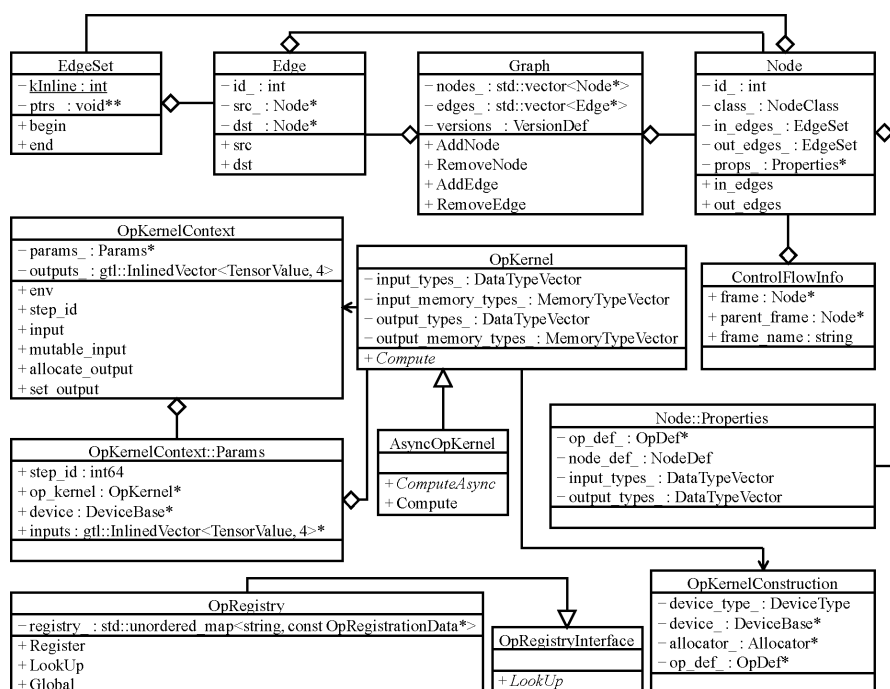 EdgeSet
− kInline : int
− ptrs_ : void**
+ begin
+ end
Edge
− id_ : int
− src_ : Node*
− dst_ : Node*
+ src
+ dst
Graph
− nodes_ : std::vector<Node*>
− edges_ : std::vector<Edge*>
− versions_ : VersionDef
+ AddNode
+ RemoveNode
+ AddEdge
+ RemoveEdge
Node
− id_ : int
− class_ : NodeClass
− in_edges_ : EdgeSet
− out_edges_ : EdgeSet
− props_ : Properties*
+ in_edges
+ out_edges
OpKernelContext
− params_ : Params*
− outputs_ : gtl::InlinedVector<TensorValue, 4>
+ env
+ step_id
+ input
+ mutable_input
+ allocate_output
+ set_output
OpKernel
− input_types_ : DataTypeVector
− input_memory_types_ : MemoryTypeVector
− output_types_ : DataTypeVector
− output_memory_types_ : MemoryTypeVector
+ Compute
ControlFlowInfo
+ frame : Node*
+ parent_frame : Node*
+ frame_name : string
OpKernelContext::Params
+ step_id : int64
+ op_kernel : OpKernel*
+ device : DeviceBase*
+ inputs : gtl::InlinedVector<TensorValue, 4>*
AsyncOpKernel
+ ComputeAsync
+ Compute
Node::Properties
− op_def_ : OpDef*
− node_def_ : NodeDef
− input_types_ : DataTypeVector
− output_types_ : DataTypeVector
OpRegistry
− registry_ : std::unordered_map<string, const OpRegistrationData*>
+ Register
+ LookUp
+ Global
OpRegistryInterface
+ LookUp
OpKernelConstruction
− device_type_ : DeviceType
− device_ : DeviceBase*
− allocator_ : Allocator*
− op_def_ : OpDef*